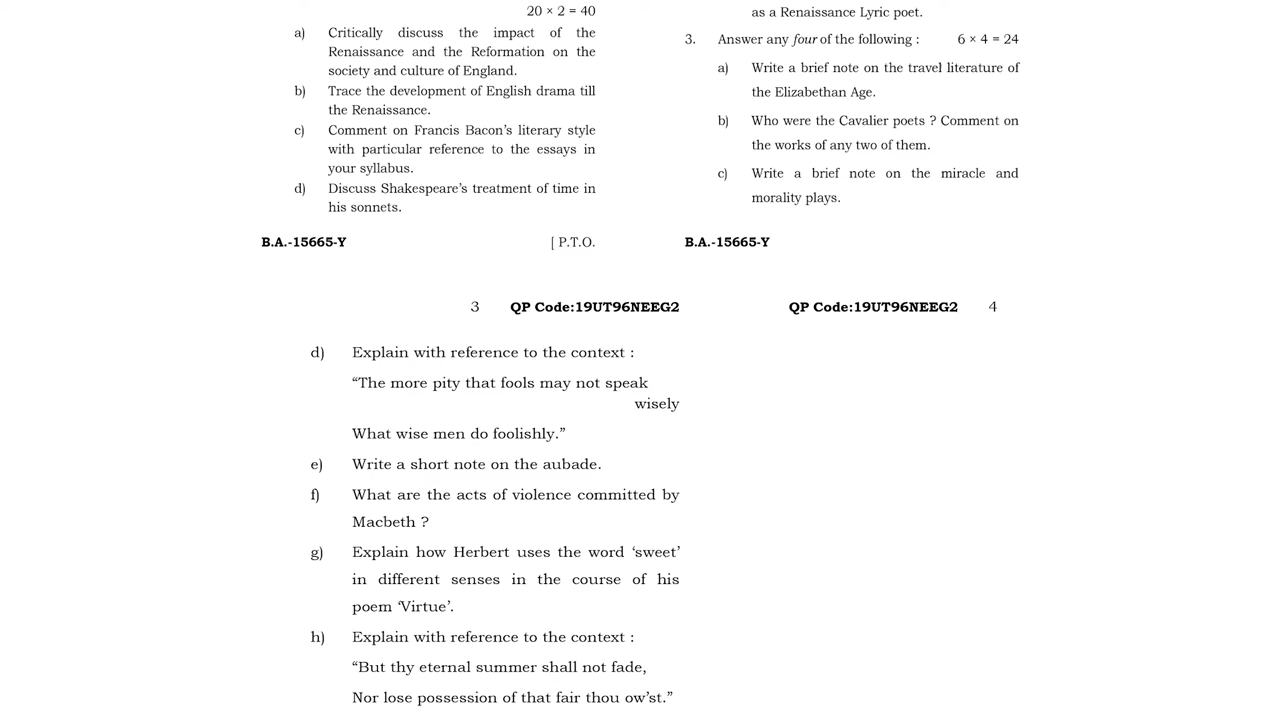 20 × 2 = 40
a) Critically discuss the impact of the
Renaissance and the Reformation on the
society and culture of England.
b) Trace the development of English drama till
the Renaissance.
c) Comment on Francis Bacon's literary style
with particular reference to the essays in
your syllabus.
d) Discuss Shakespeare's treatment of time in
his sonnets.
B.A.-15665-Y [ P.T.O.
as a Renaissance Lyric poet.
3. Answer any four of the following : 6 × 4 = 24
a) Write a brief note on the travel literature of
the Elizabethan Age.
b) Who were the Cavalier poets ? Comment on
the works of any two of them.
c) Write a brief note on the miracle and
morality plays.
B.A.-15665-Y
3 QP Code:19UT96NEEG2
d) Explain with reference to the context :
“The more pity that fools may not speak
wisely
What wise men do foolishly.”
e) Write a short note on the aubade.
f) What are the acts of violence committed by
Macbeth ?
g) Explain how Herbert uses the word ‘sweet’
in different senses in the course of his
poem ‘Virtue’.
h) Explain with reference to the context :
“But thy eternal summer shall not fade,
Nor lose possession of that fair thou ow’st.”
QP Code:19UT96NEEG2 4